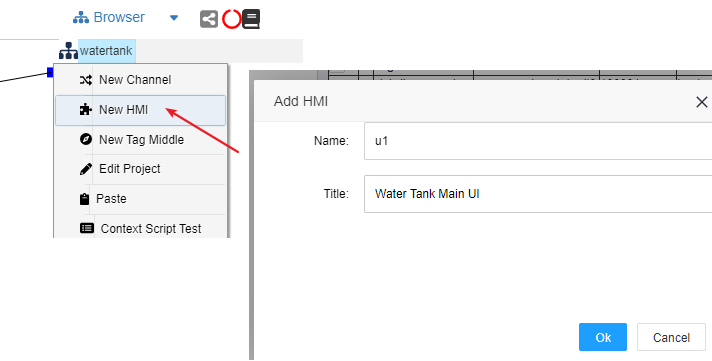 Browser
watertank
New Channel
New HMI
New Tag Middle
Edit Project
Paste
Context Script Test
Add HMI
Name:
u1
Title:
Water Tank Main UI
Ok
Cancel